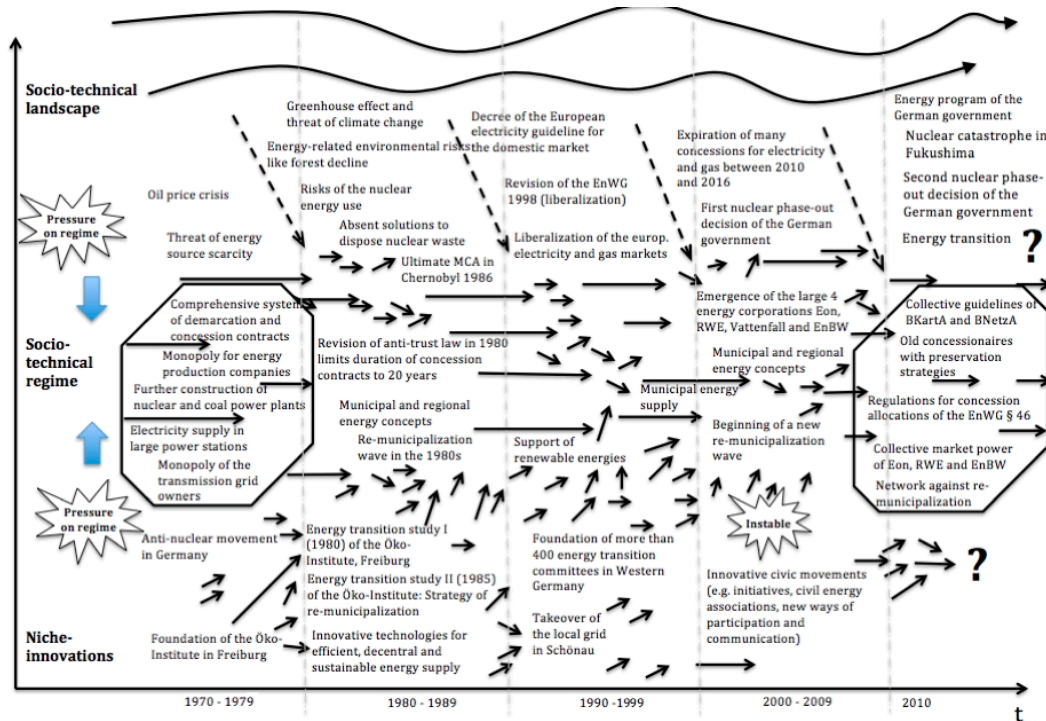 Socio-technical
landscape
Pressure
on regime
Socio-
technical
regime
Pressure
on regime
Niche-
innovations
Oil price crisis
Threat of energy
source scarcity
Comprehensive system
of demarcation and
concession contracts
Monopoly for energy
production companies
Further construction of
nuclear and coal power plants
Electricity supply in
large power stations
Monopoly of the
transmission grid
owners
Anti-nuclear movement
in Germany
Foundation of the Öko-
Institute in Freiburg
Greenhouse effect and
threat of climate change
Energy-related environmental risks
like forest decline
Risks of the nuclear
energy use
Absent solutions to
dispose nuclear waste
Ultimate MCA in
Chernobyl 1986
Revision of anti-trust law in 1980
limits duration of concession
contracts to 20 years
Municipal and regional
energy concepts
Re-municipalization
wave in the 1980s
Energy transition study I
(1980) of the Öko-
Institute, Freiburg
Energy transition study II (1985)
of the Öko-Institute: Strategy of
re-municipalization
Innovative technologies for
efficient, decentral and
sustainable energy supply
Decree of the European
electricity guideline for
the domestic market
Revision of the EnWG
1998 (liberalization)
Liberalization of the europ.
electricity and gas markets
Municipal energy
supply
Support of
renewable energies
Foundation of more than
400 energy transition
committees in Western
Germany
Takeover of
the local grid
in Schönau
Expiration of many
concessions for electricity
and gas between 2010
and 2016
First nuclear phase-out
decision of the German
government
Emergence of the large 4
energy corporations Eon,
RWE, Vattenfall and EnBW
Municipal and regional
energy concepts
Beginning of a new
re-municipalization
wave
Instable
Innovative civic movements
(e.g. initiatives, civil energy
associations, new ways of
participation and
communication)
Energy program of the
German government
Nuclear catastrophe in
Fukushima
Second nuclear phase-
out decision of the
German government
Energy transition
?
Collective guidelines of
BKartA and BNetzA
Old concessionaires
with preservation
strategies
Regulations for concession
allocations of the EnWG § 46
Collective market power
of Eon, RWE and EnBW
Network against re-
municipalization
?
1970 - 1979
1980 - 1989
1990 -1999
2000 - 2009
2010
t